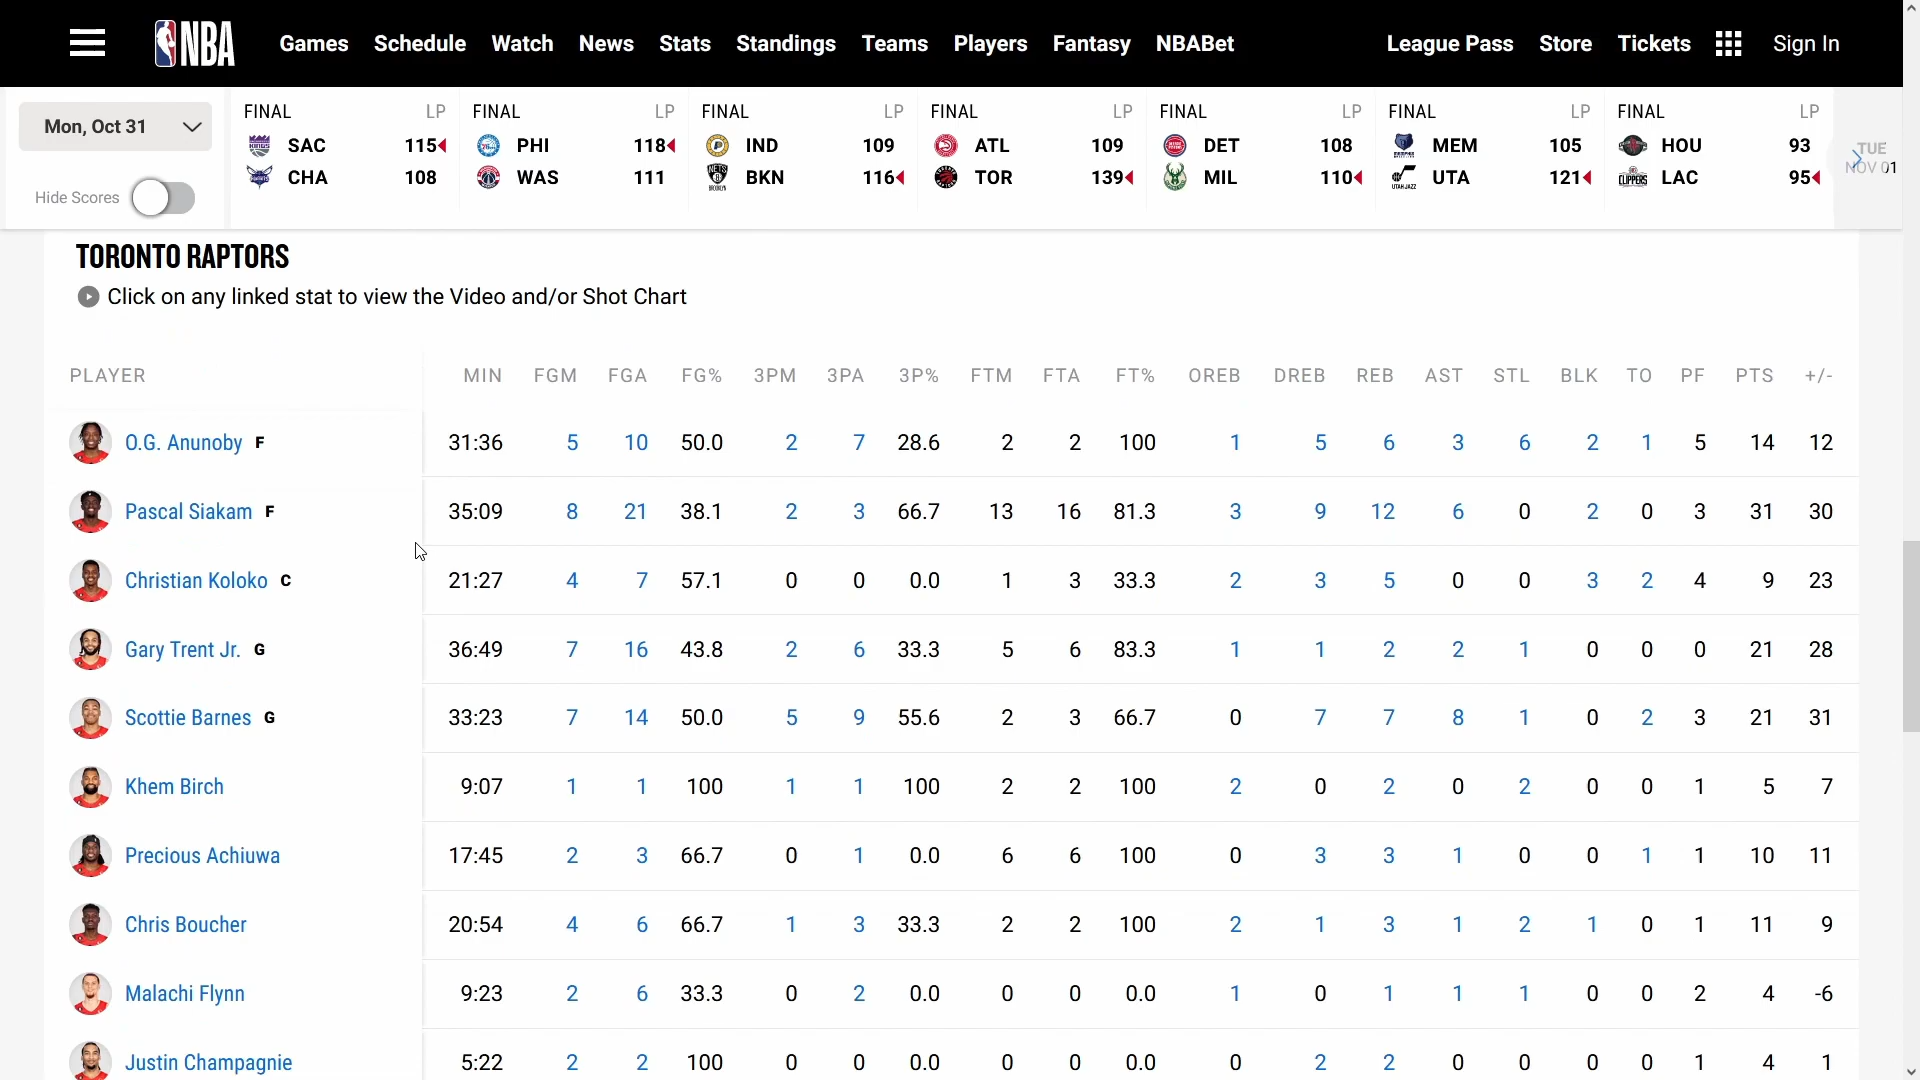 NBA Games Schedule Watch News Stats Standings Teams Players Fantasy NBABet League Pass Store Tickets Sign In
Mon, Oct 31
Hide Scores
FINAL LP
SAC 115
CHA 108
FINAL LP
PHI 118
WAS 111
FINAL LP
IND 109
BKN 116
FINAL LP
ATL 109
TOR 139
FINAL LP
DET 108
MIL 110
FINAL LP
MEM 105
UTA 121
FINAL LP
HOU 93
LAC 95
TUE
NOV 01
TORONTO RAPTORS
Click on any linked stat to view the Video and/or Shot Chart
PLAYER MIN FGM FGA FG% 3PM 3PA 3P% FTM FTA FT% OREB DREB REB AST STL BLK TO PF PTS +/-
O.G. Anunoby F 31:36 5 10 50.0 2 7 28.6 2 2 100 1 5 6 3 6 2 1 5 14 12
Pascal Siakam F 35:09 8 21 38.1 2 3 66.7 13 16 81.3 3 9 12 6 0 2 0 3 31 30
Christian Koloko C 21:27 4 7 57.1 0 0 0.0 1 3 33.3 2 3 5 0 0 3 2 4 9 23
Gary Trent Jr. G 36:49 7 16 43.8 2 6 33.3 5 6 83.3 1 1 2 2 1 0 0 0 21 28
Scottie Barnes G 33:23 7 14 50.0 5 9 55.6 2 3 66.7 0 7 7 8 1 0 2 3 21 31
Khem Birch 9:07 1 1 100 1 1 100 2 2 100 2 0 2 0 2 0 0 1 5 7
Precious Achiuwa 17:45 2 3 66.7 0 1 0.0 6 6 100 0 3 3 1 0 0 1 1 10 11
Chris Boucher 20:54 4 6 66.7 1 3 33.3 2 2 100 2 1 3 1 2 1 0 1 11 9
Malachi Flynn 9:23 2 6 33.3 0 2 0.0 0 0 0.0 1 0 1 1 1 0 0 2 4 -6
Justin Champagnie 5:22 2 2 100 0 0 0.0 0 0 0.0 0 2 2 0 0 0 0 1 4 1